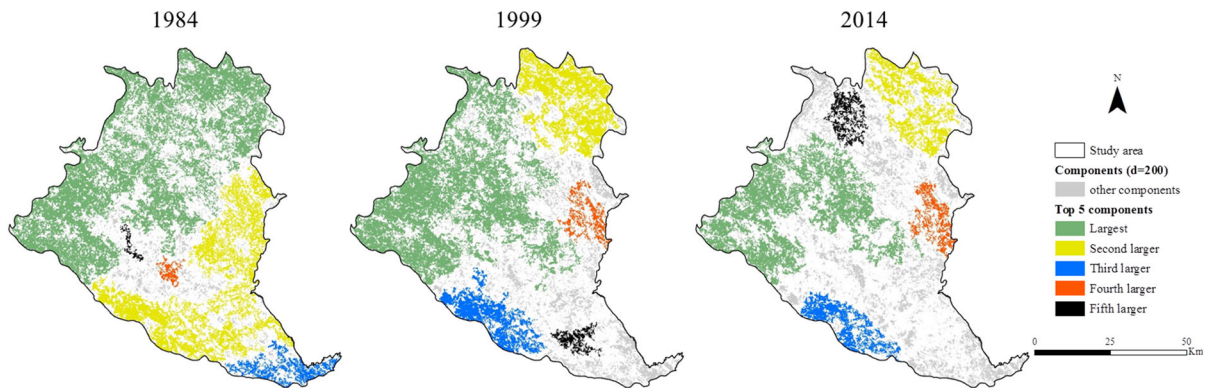 1984
1999
2014
N
Study area
Components (d=200)
other components
Top 5 components
Largest
Second larger
Third larger
Fourth larger
Fifth larger
0 25 50
Km